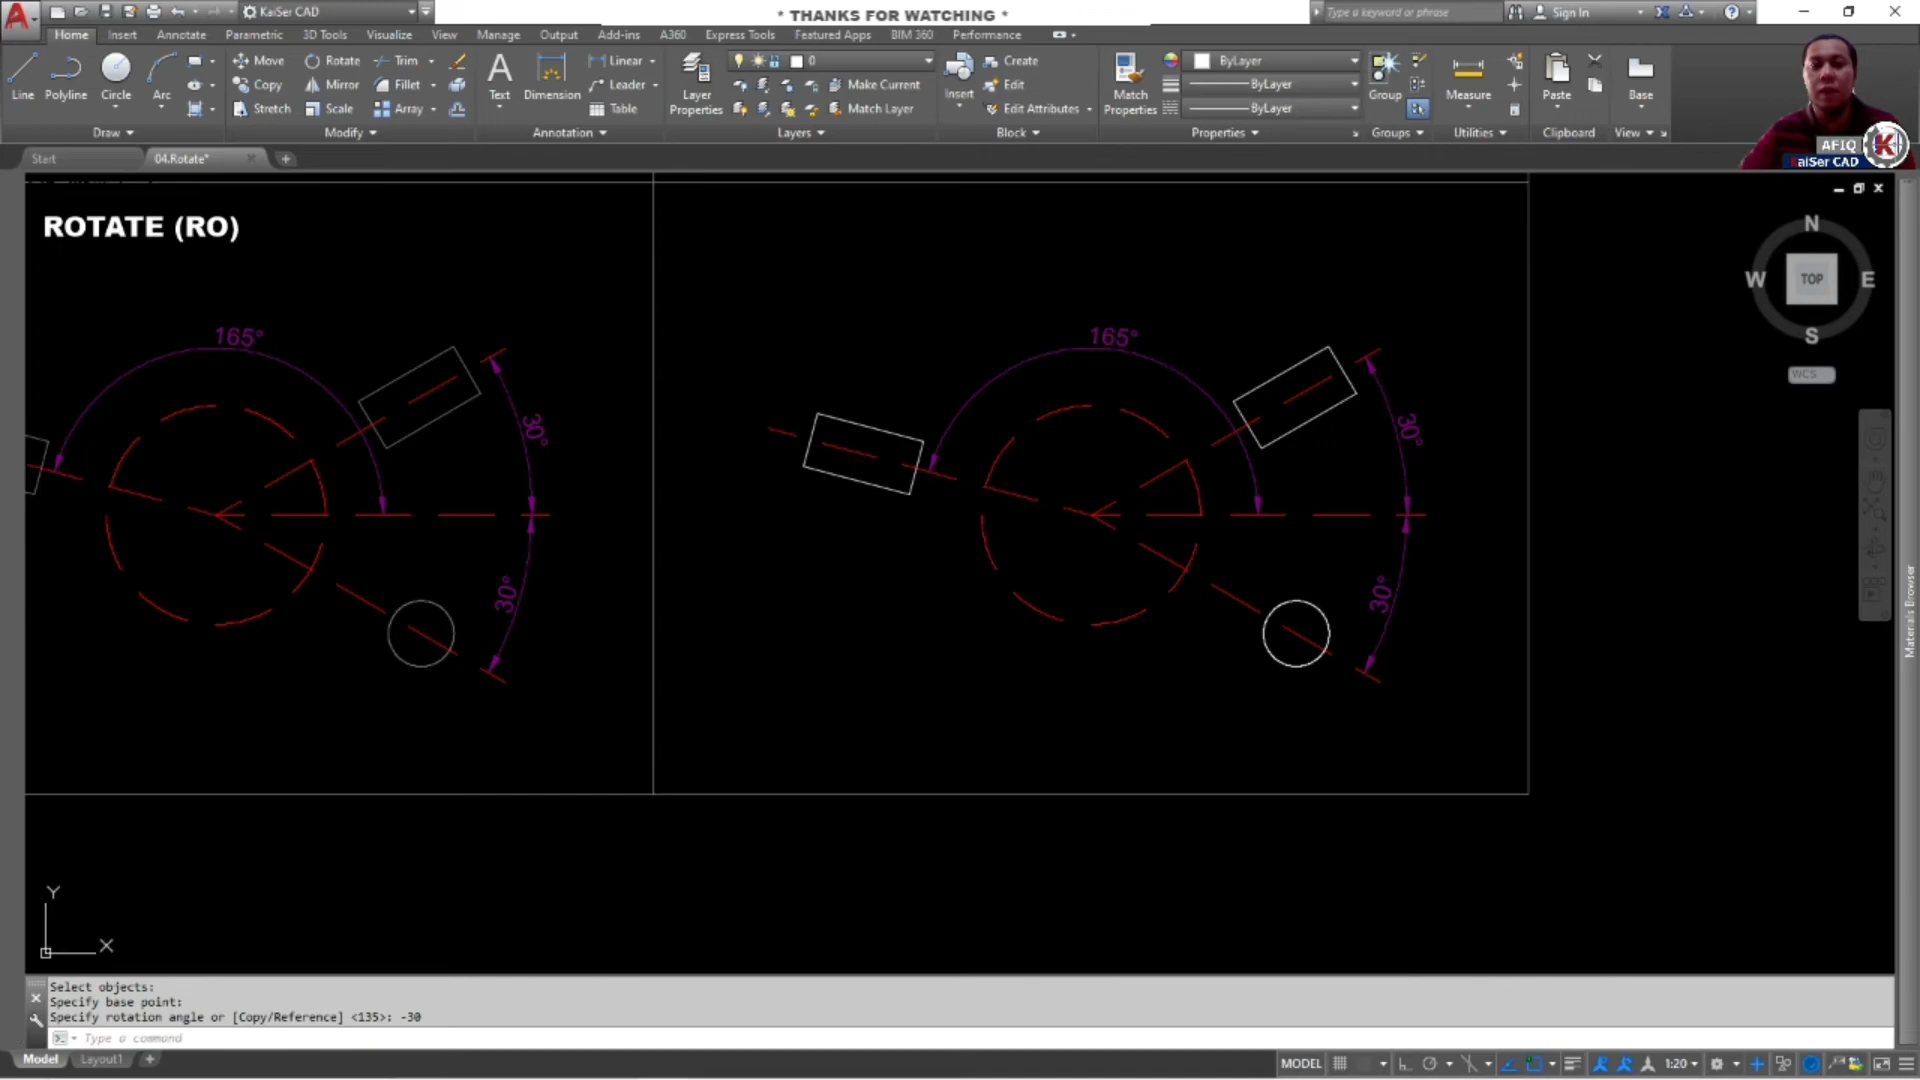 KaiSer CAD
* THANKS FOR WATCHING *
Type a keyword or phrase
Sign In
Home Insert Annotate Parametric 3D Tools Visualize View Manage Output Add-ins A360 Express Tools Featured Apps BIM 360 Performance
Line Polyline Circle Arc
Draw
Move Rotate Trim
Copy Mirror Fillet
Stretch Scale Array
Modify
Text Dimension
Linear
Leader
Table
Annotation
Layer Properties
0
Make Current
Match Layer
Layers
Insert
Create
Edit
Edit Attributes
Block
Match Properties
ByLayer
ByLayer
ByLayer
Properties
Group
Groups
Measure
Utilities
Paste
Clipboard
Base
View
AFIQ
KaiSer CAD
Start
04.Rotate*
ROTATE (RO)
165°
30°
30°
165°
30°
30°
N
W TOP E
S
WCS
Materials Browser
Y
X
Select objects:
Specify base point:
Specify rotation angle or [Copy/Reference] <135>: -30
Type a command
Model Layout1
MODEL
1:20